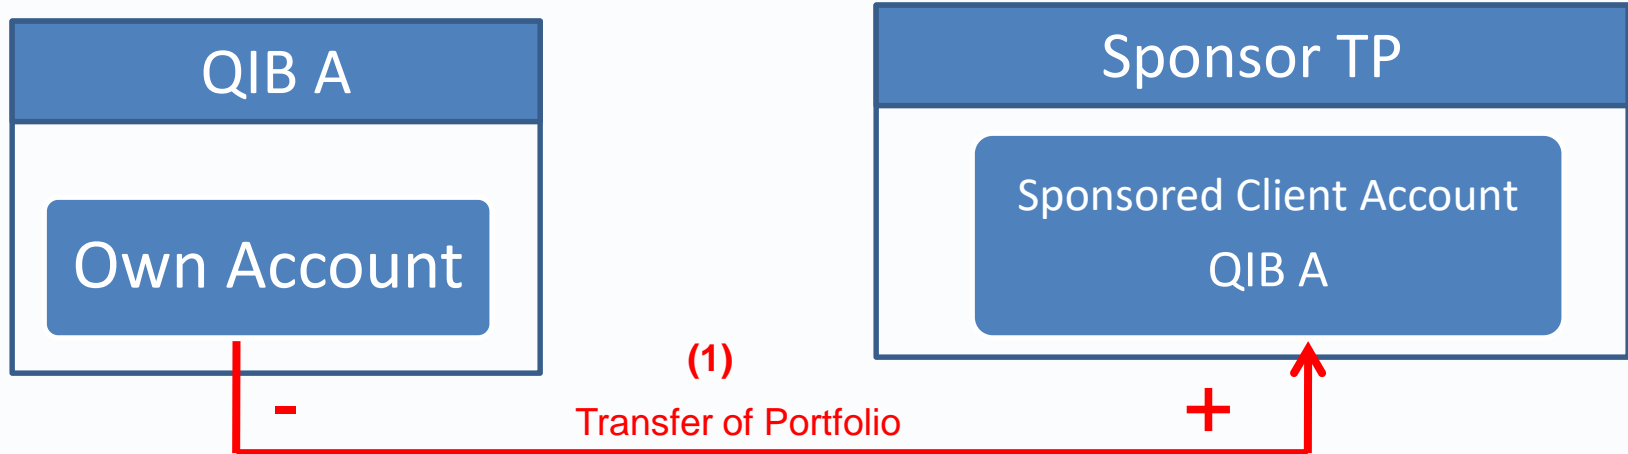 QIB A
Own Account
Sponsor TP
Sponsored Client Account
QIB A
(1)
-
Transfer of Portfolio
+